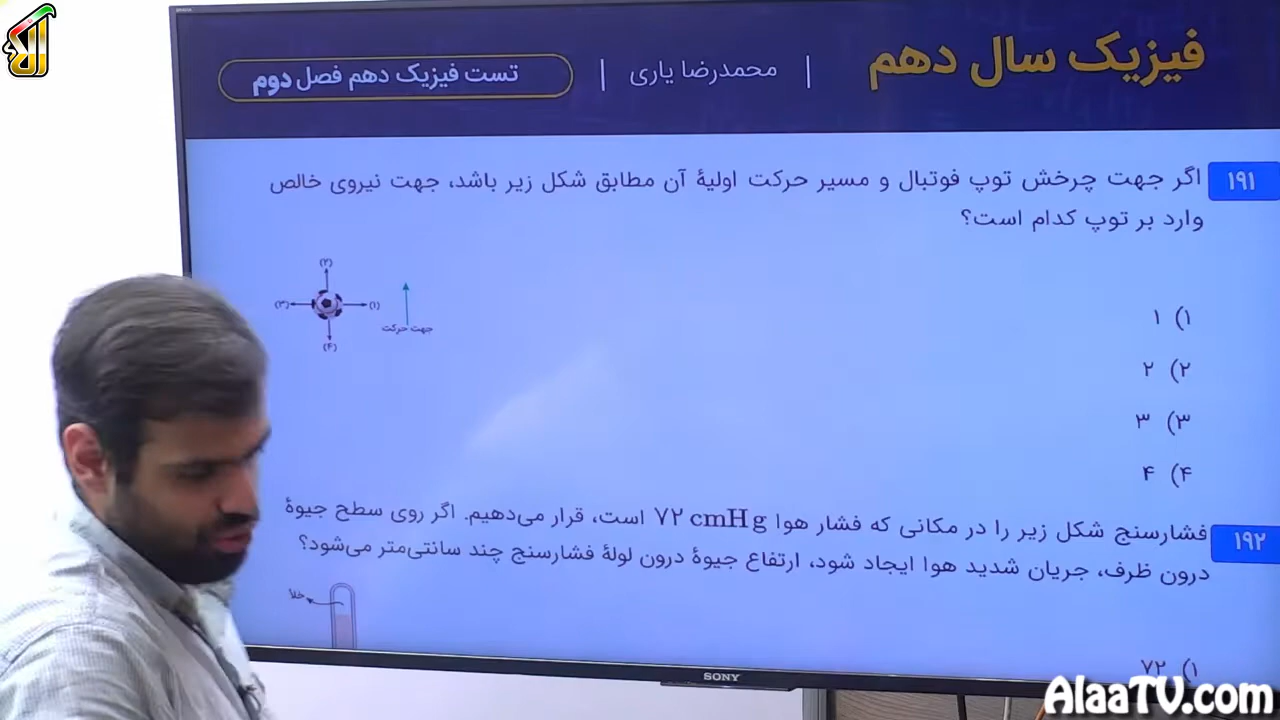 فیزیک سال دهم | محمدرضا یاری | تست فیزیک دهم فصل دوم
۱۹۱
اگر جهت چرخش توپ فوتبال و مسیر حرکت اولیهٔ آن مطابق شکل زیر باشد، جهت نیروی خالص
وارد بر توپ کدام است؟
(۲)
(۳)
(۱)
(۴)
جهت حرکت
۱) ۱
۲) ۲
۳) ۳
۴) ۴
۱۹۲
فشارسنج شکل زیر را در مکانی که فشار هوا ۷۲ cmHg است، قرار می‌دهیم. اگر روی سطح جیوهٔ
درون ظرف، جریان شدید هوا ایجاد شود، ارتفاع جیوهٔ درون لولهٔ فشارسنج چند سانتی‌متر می‌شود؟
خلأ
۱) ۷۲
SONY
AlaaTV.com